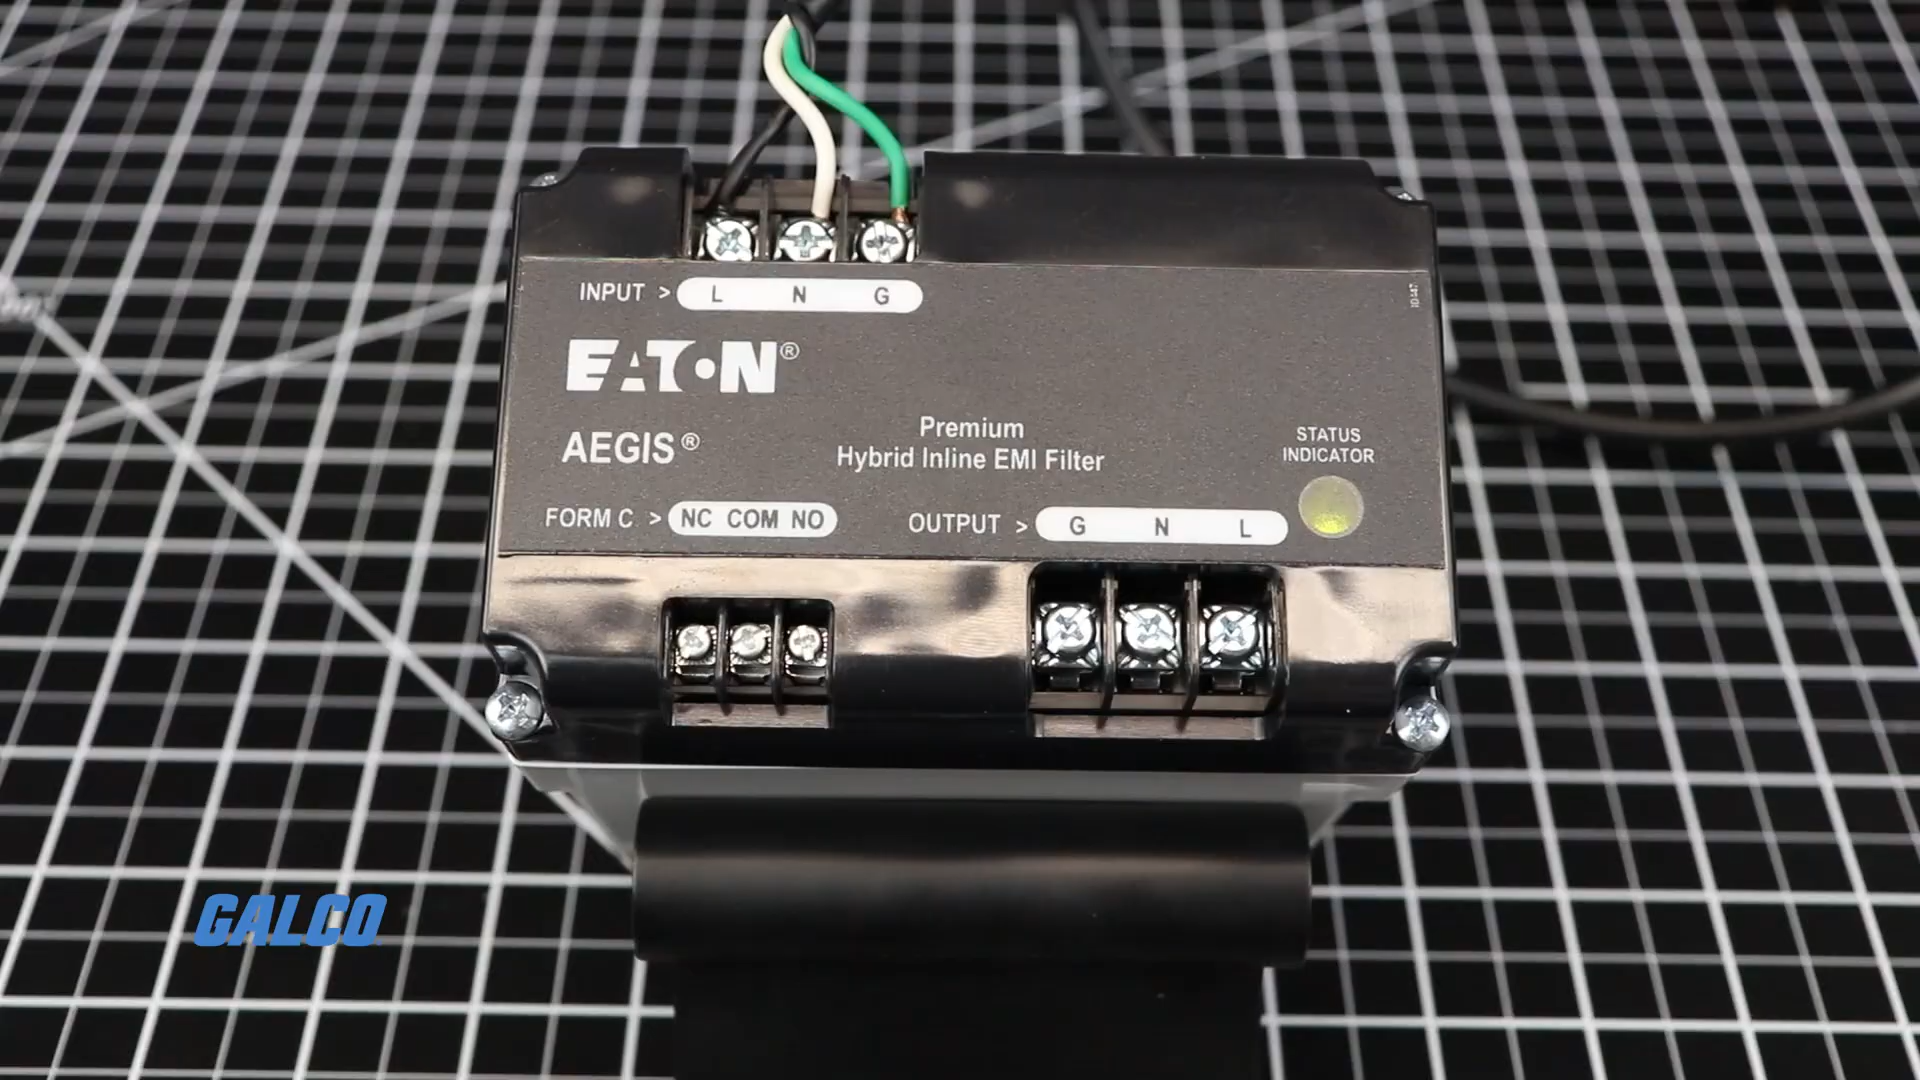 INPUT > L N G
EATON®
AEGIS®
Premium
Hybrid Inline EMI Filter
STATUS
INDICATOR
FORM C > NC COM NO
OUTPUT > G N L
GALCO